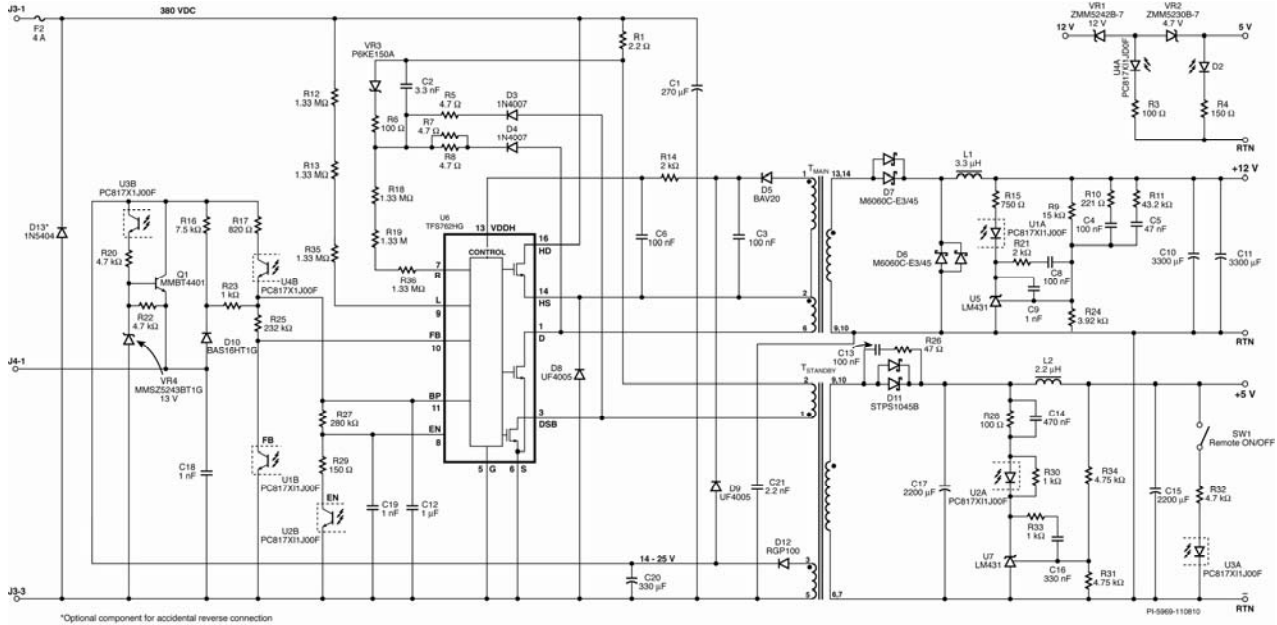 J3-1
380 VDC
F2
4 A
VR1
ZMM5242B-7
12 V
VR2
ZMM5230B-7
4.7 V
12 V
5 V
U4A
PC817X1JD0F
D2
R3
100 Ω
R4
150 Ω
RTN
R1
2.2 Ω
VR3
P6KE150A
C2
3.3 nF
R5
4.7 Ω
D3
1N4007
R7
4.7 Ω
D4
1N4007
R6
100 Ω
R8
4.7 Ω
C1
270 µF
R12
1.33 MΩ
R13
1.33 MΩ
R18
1.33 MΩ
R19
1.33 M
R35
1.33 MΩ
R36
1.33 MΩ
U3B
PC817X1J00F
D13*
1N5404
R20
4.7 kΩ
Q1
MMBT4401
R22
4.7 kΩ
VR4
MMSZ5243BT1G
13 V
R16
7.5 kΩ
R17
820 Ω
U4B
PC817X1J00F
R23
1 kΩ
R25
232 kΩ
D10
BAS16HT1G
J4-1
U6
TFS762HG
13
VDDH
CONTROL
16
HD
7
R
L
9
14
HS
1
D
FB
10
BP
11
EN
8
3
DSB
5
G
6
S
D8
UF4005
R14
2 kΩ
D5
BAV20
C6
100 nF
C3
100 nF
TMAIN
1
13,14
2
6
9,10
D7
M6060C-E3/45
L1
3.3 µH
+12 V
D6
M6060C-E3/45
R15
750 Ω
U1A
PC817X1J00F
R9
15 kΩ
R10
221 Ω
R11
43.2 kΩ
C4
100 nF
C5
47 nF
R21
2 kΩ
C8
100 nF
U5
LM431
C9
1 nF
R24
3.92 kΩ
C10
3300 µF
C11
3300 µF
RTN
R27
280 kΩ
R29
150 Ω
FB
U1B
PC817XI1J00F
EN
U2B
PC817XI1J00F
C18
1 nF
C19
1 nF
C12
1 µF
14 - 25 V
C20
330 µF
D9
UF4005
D12
RGP100
C21
2.2 nF
TSTANDBY
2
9,10
1
3
5
6,7
C13
100 nF
R26
47 Ω
D11
STPS1045B
L2
2.2 µH
+5 V
C17
2200 µF
R28
100 Ω
C14
470 nF
U2A
PC817XI1J00F
R30
1 kΩ
R33
1 kΩ
U7
LM431
C16
330 nF
R34
4.75 kΩ
R31
4.75 kΩ
C15
2200 µF
SW1
Remote ON/OFF
R32
4.7 kΩ
U3A
PC817XI1J00F
J3-3
PI-5969-110810
RTN
*Optional component for accidental reverse connection